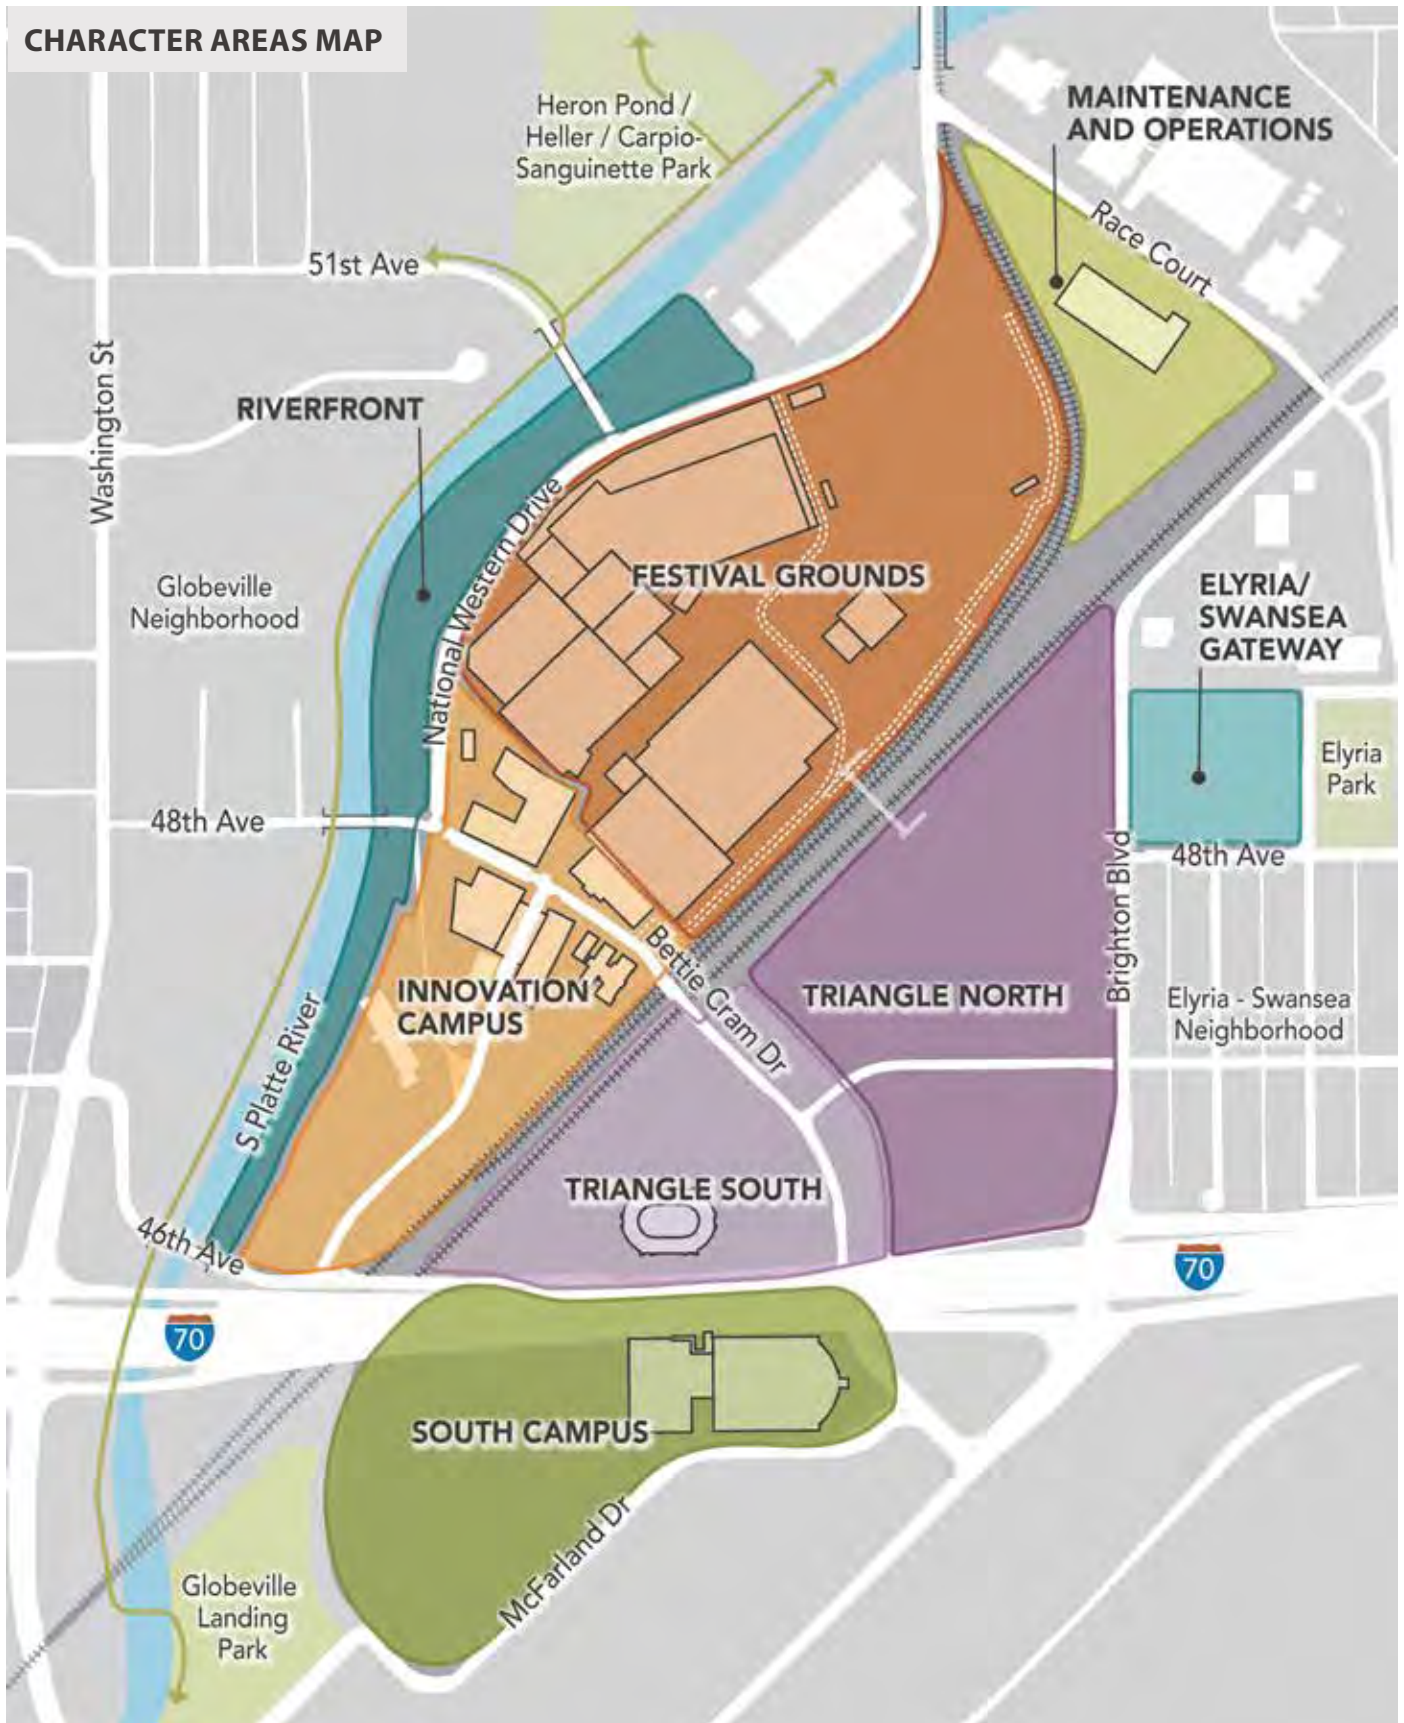 CHARACTER AREAS MAP
Heron Pond /
Heller / Carpio-
Sanguinette Park
MAINTENANCE
AND OPERATIONS
Race Court
51st Ave
Washington St
RIVERFRONT
National Western Drive
Globeville
Neighborhood
FESTIVAL GROUNDS
ELYRIA/
SWANSEA
GATEWAY
Elyria
Park
48th Ave
48th Ave
Brighton Blvd
Bettie Cram Dr
INNOVATION
CAMPUS
TRIANGLE NORTH
Elyria - Swansea
Neighborhood
S Platte River
TRIANGLE SOUTH
46th Ave
70
70
SOUTH CAMPUS
McFarland Dr
Globeville
Landing
Park